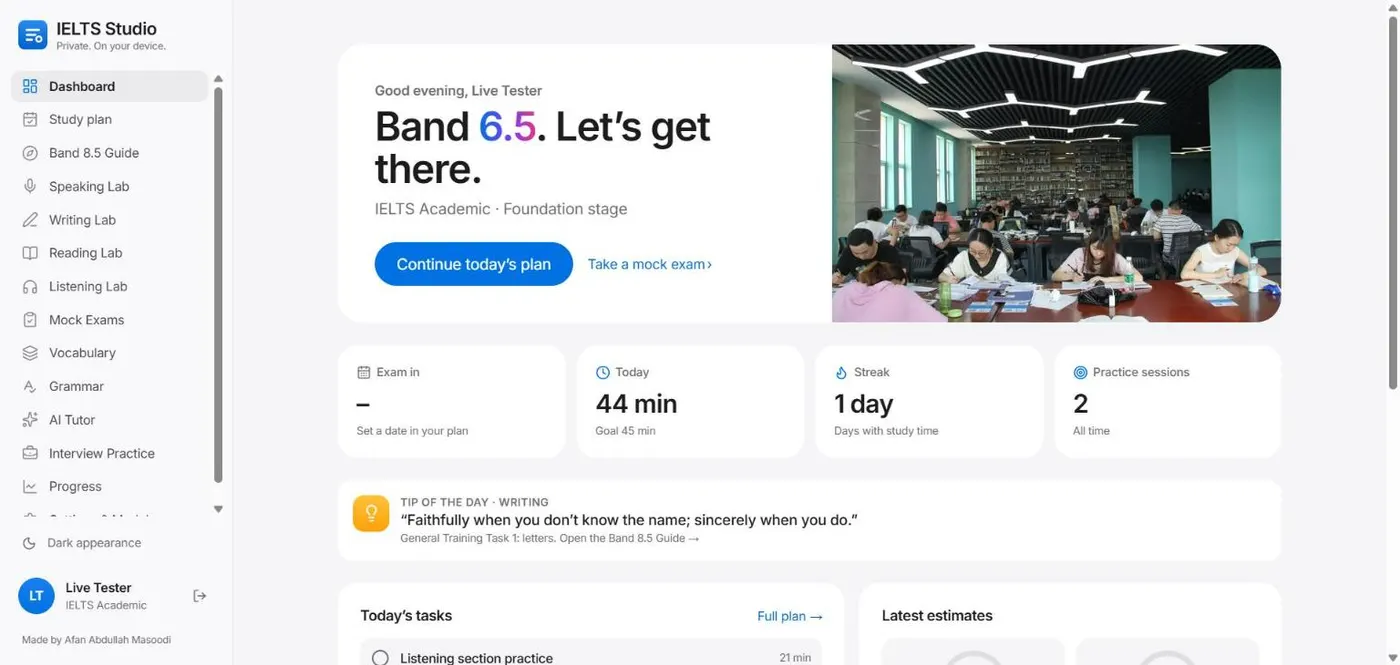 IELTS Studio
Private. On your device.
Dashboard
Study plan
Band 8.5 Guide
Speaking Lab
Writing Lab
Reading Lab
Listening Lab
Mock Exams
Vocabulary
Grammar
AI Tutor
Interview Practice
Progress
Dark appearance
LT
Live Tester
IELTS Academic
Made by Afan Abdullah Masoodi
Good evening, Live Tester
Band 6.5. Let’s get
there.
IELTS Academic · Foundation stage
Continue today’s plan
Take a mock exam ›
Exam in
–
Set a date in your plan
Today
44 min
Goal 45 min
Streak
1 day
Days with study time
Practice sessions
2
All time
TIP OF THE DAY · WRITING
“Faithfully when you don’t know the name; sincerely when you do.”
General Training Task 1: letters. Open the Band 8.5 Guide →
Today’s tasks
Full plan →
Listening section practice
21 min
Latest estimates